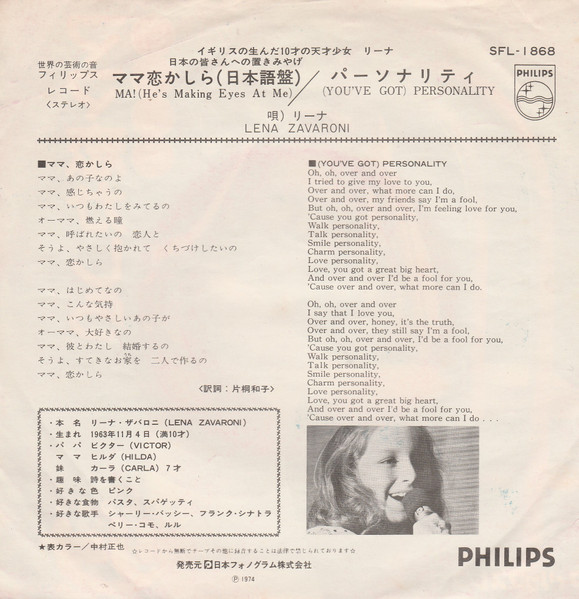 イギリスの生んだ10才の天才少女 リーナ
日本の皆さんへの置きみやげ
SFL-1868
世界の芸術の音
フィリップス
レコード
〈ステレオ〉
ママ恋かしら(日本語盤)/パーソナリティ
MA!(He's Making Eyes At Me) (YOU'VE GOT) PERSONALITY
PHILIPS
唄)リーナ
LENA ZAVARONI
■ママ、恋かしら
ママ、あの子なのよ
ママ、感じちゃうの
ママ、いつもわたしをみてるの
オーママ、燃える瞳
ママ、呼ばれたいの 恋人と
そうよ、やさしく抱かれて くちづけしたいの
ママ、恋かしら
ママ、はじめてなの
ママ、こんな気持
ママ、いつもやさしいあの子が
オーママ、大好きなの
ママ、彼とわたし 結婚するの
そうよ、すてきなお家を 二人で作るの
ママ、恋かしら
〈訳詞:片桐和子〉
■(YOU'VE GOT) PERSONALITY
Oh, oh, over and over
I tried to give my love to you,
Over and over, what more can I do,
Over and over, my friends say I'm a fool,
But oh, oh, over and over, I'm feeling love for you,
'Cause you got personality,
Walk personality,
Talk personality,
Smile personality,
Charm personality,
Love personality,
Love, you got a great big heart,
And over and over I'd be a fool for you,
'Cause over and over, what more can I do.
Oh, oh, over and over
I say that I love you,
Over and over, honey, it's the truth,
Over and over, they still say I'm a fool,
But oh, oh, over and over, I'd be a fool for you,
'Cause you got personality,
Walk personality,
Talk personality,
Smile personality,
Charm personality
Love personality,
Love, you got a great big heart,
And over and over I'd be a fool for you,
'Cause over and over, what more can I do . . .
・本 名 リーナ・ザバロニ(LENA ZAVARONI)
・生まれ 1963年11月4日(満10才)
・パ パ ビクター(VICTOR)
ママ ヒルダ(HILDA)
妹 カーラ(CARLA)7才
・趣 味 詩を書くこと
・好きな色 ピンク
・好きな食物 パスタ、スパゲッティ
・好きな歌手 シャーリー・バッシー、フランク・シナトラ
ペリー・コモ、ルル
★表カラー/中村正也
☆レコードから無断でテープその他に録音することは法律で禁じられております☆
発売元 日本フォノグラム株式会社
Ⓟ 1974
PHILIPS